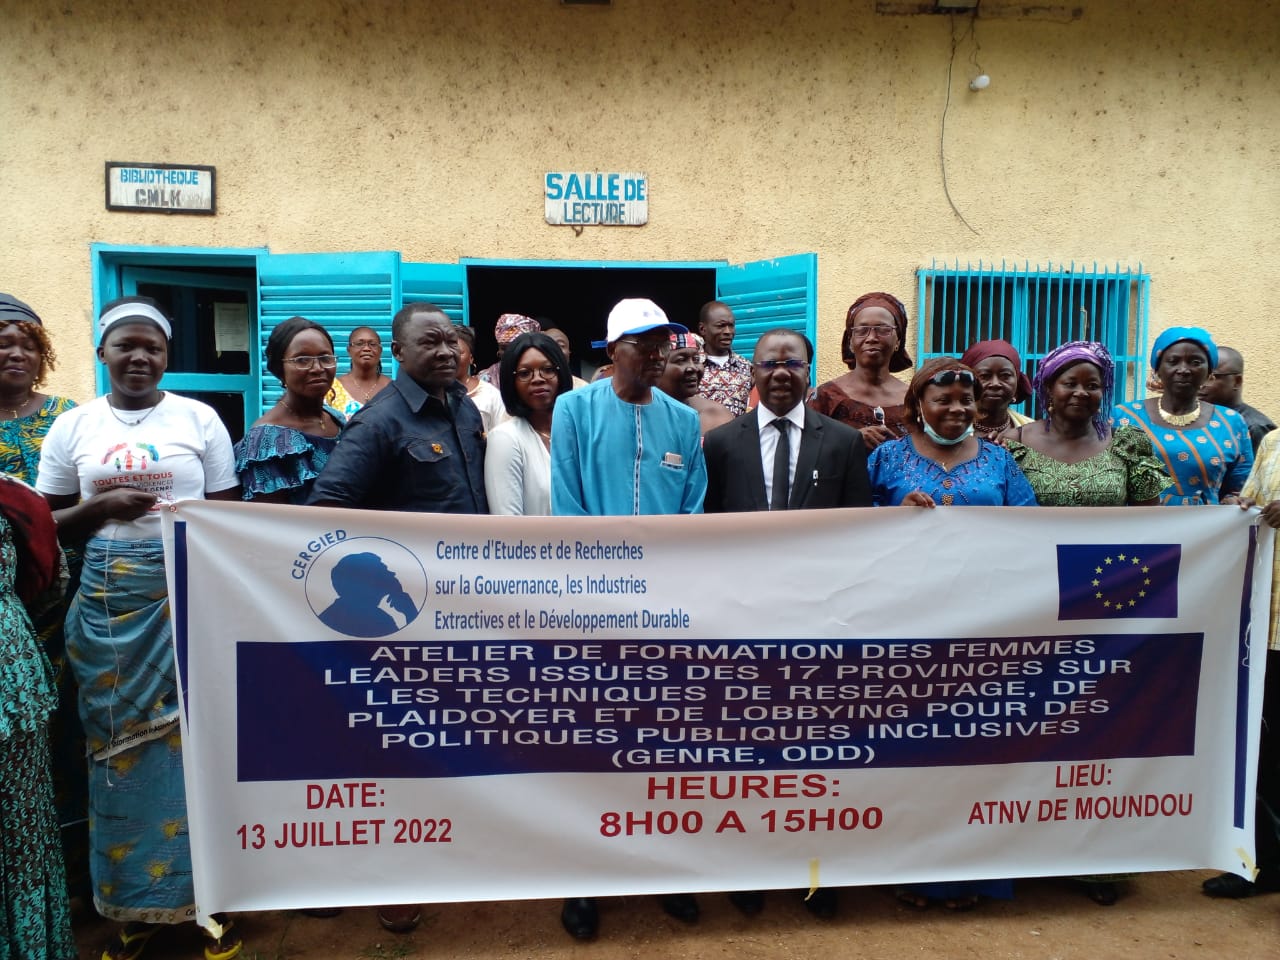 BIBLIOTHEQUE
CMLK
SALLE DE
LECTURE
TOUTES ET TOUS
CERGIED
Centre d'Etudes et de Recherches
sur la Gouvernance, les Industries
Extractives et le Développement Durable
ATELIER DE FORMATION DES FEMMES
LEADERS ISSUES DES 17 PROVINCES SUR
LES TECHNIQUES DE RESEAUTAGE, DE
PLAIDOYER ET DE LOBBYING POUR DES
POLITIQUES PUBLIQUES INCLUSIVES
(GENRE, ODD)
DATE:
13 JUILLET 2022
HEURES:
8H00 A 15H00
LIEU:
ATNV DE MOUNDOU